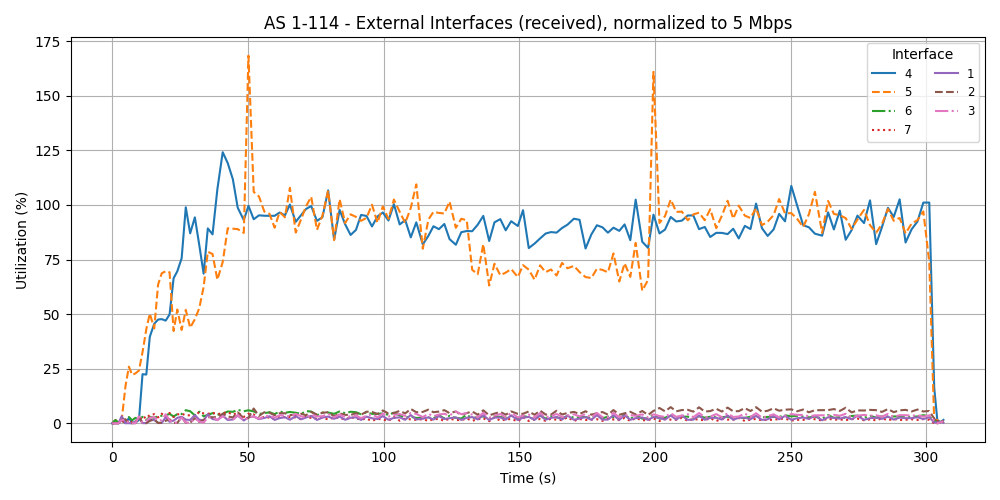 AS 1-114 - External Interfaces (received), normalized to 5 Mbps
Utilization (%)
175
150
125
100
75
50
25
0
0 50 100 150 200 250 300
Time (s)
Interface
4 1
5 2
6 3
7